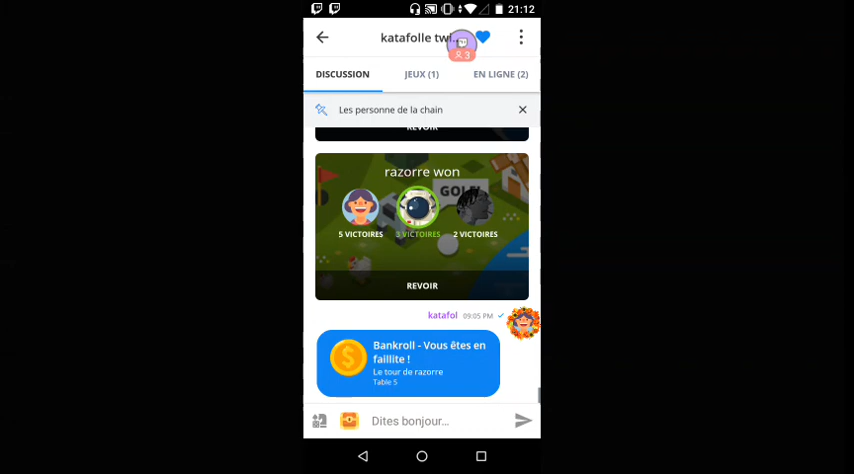 21:12
katafolle twi...
3
DISCUSSION
JEUX (1)
EN LIGNE (2)
Les personne de la chain
REVOIR
razorre won
GOLF!
5 VICTOIRES
3 VICTOIRES
2 VICTOIRES
REVOIR
katafol 09:05 PM
Bankroll - Vous êtes en
faillite !
Le tour de razorre
Table 5
Dites bonjour...